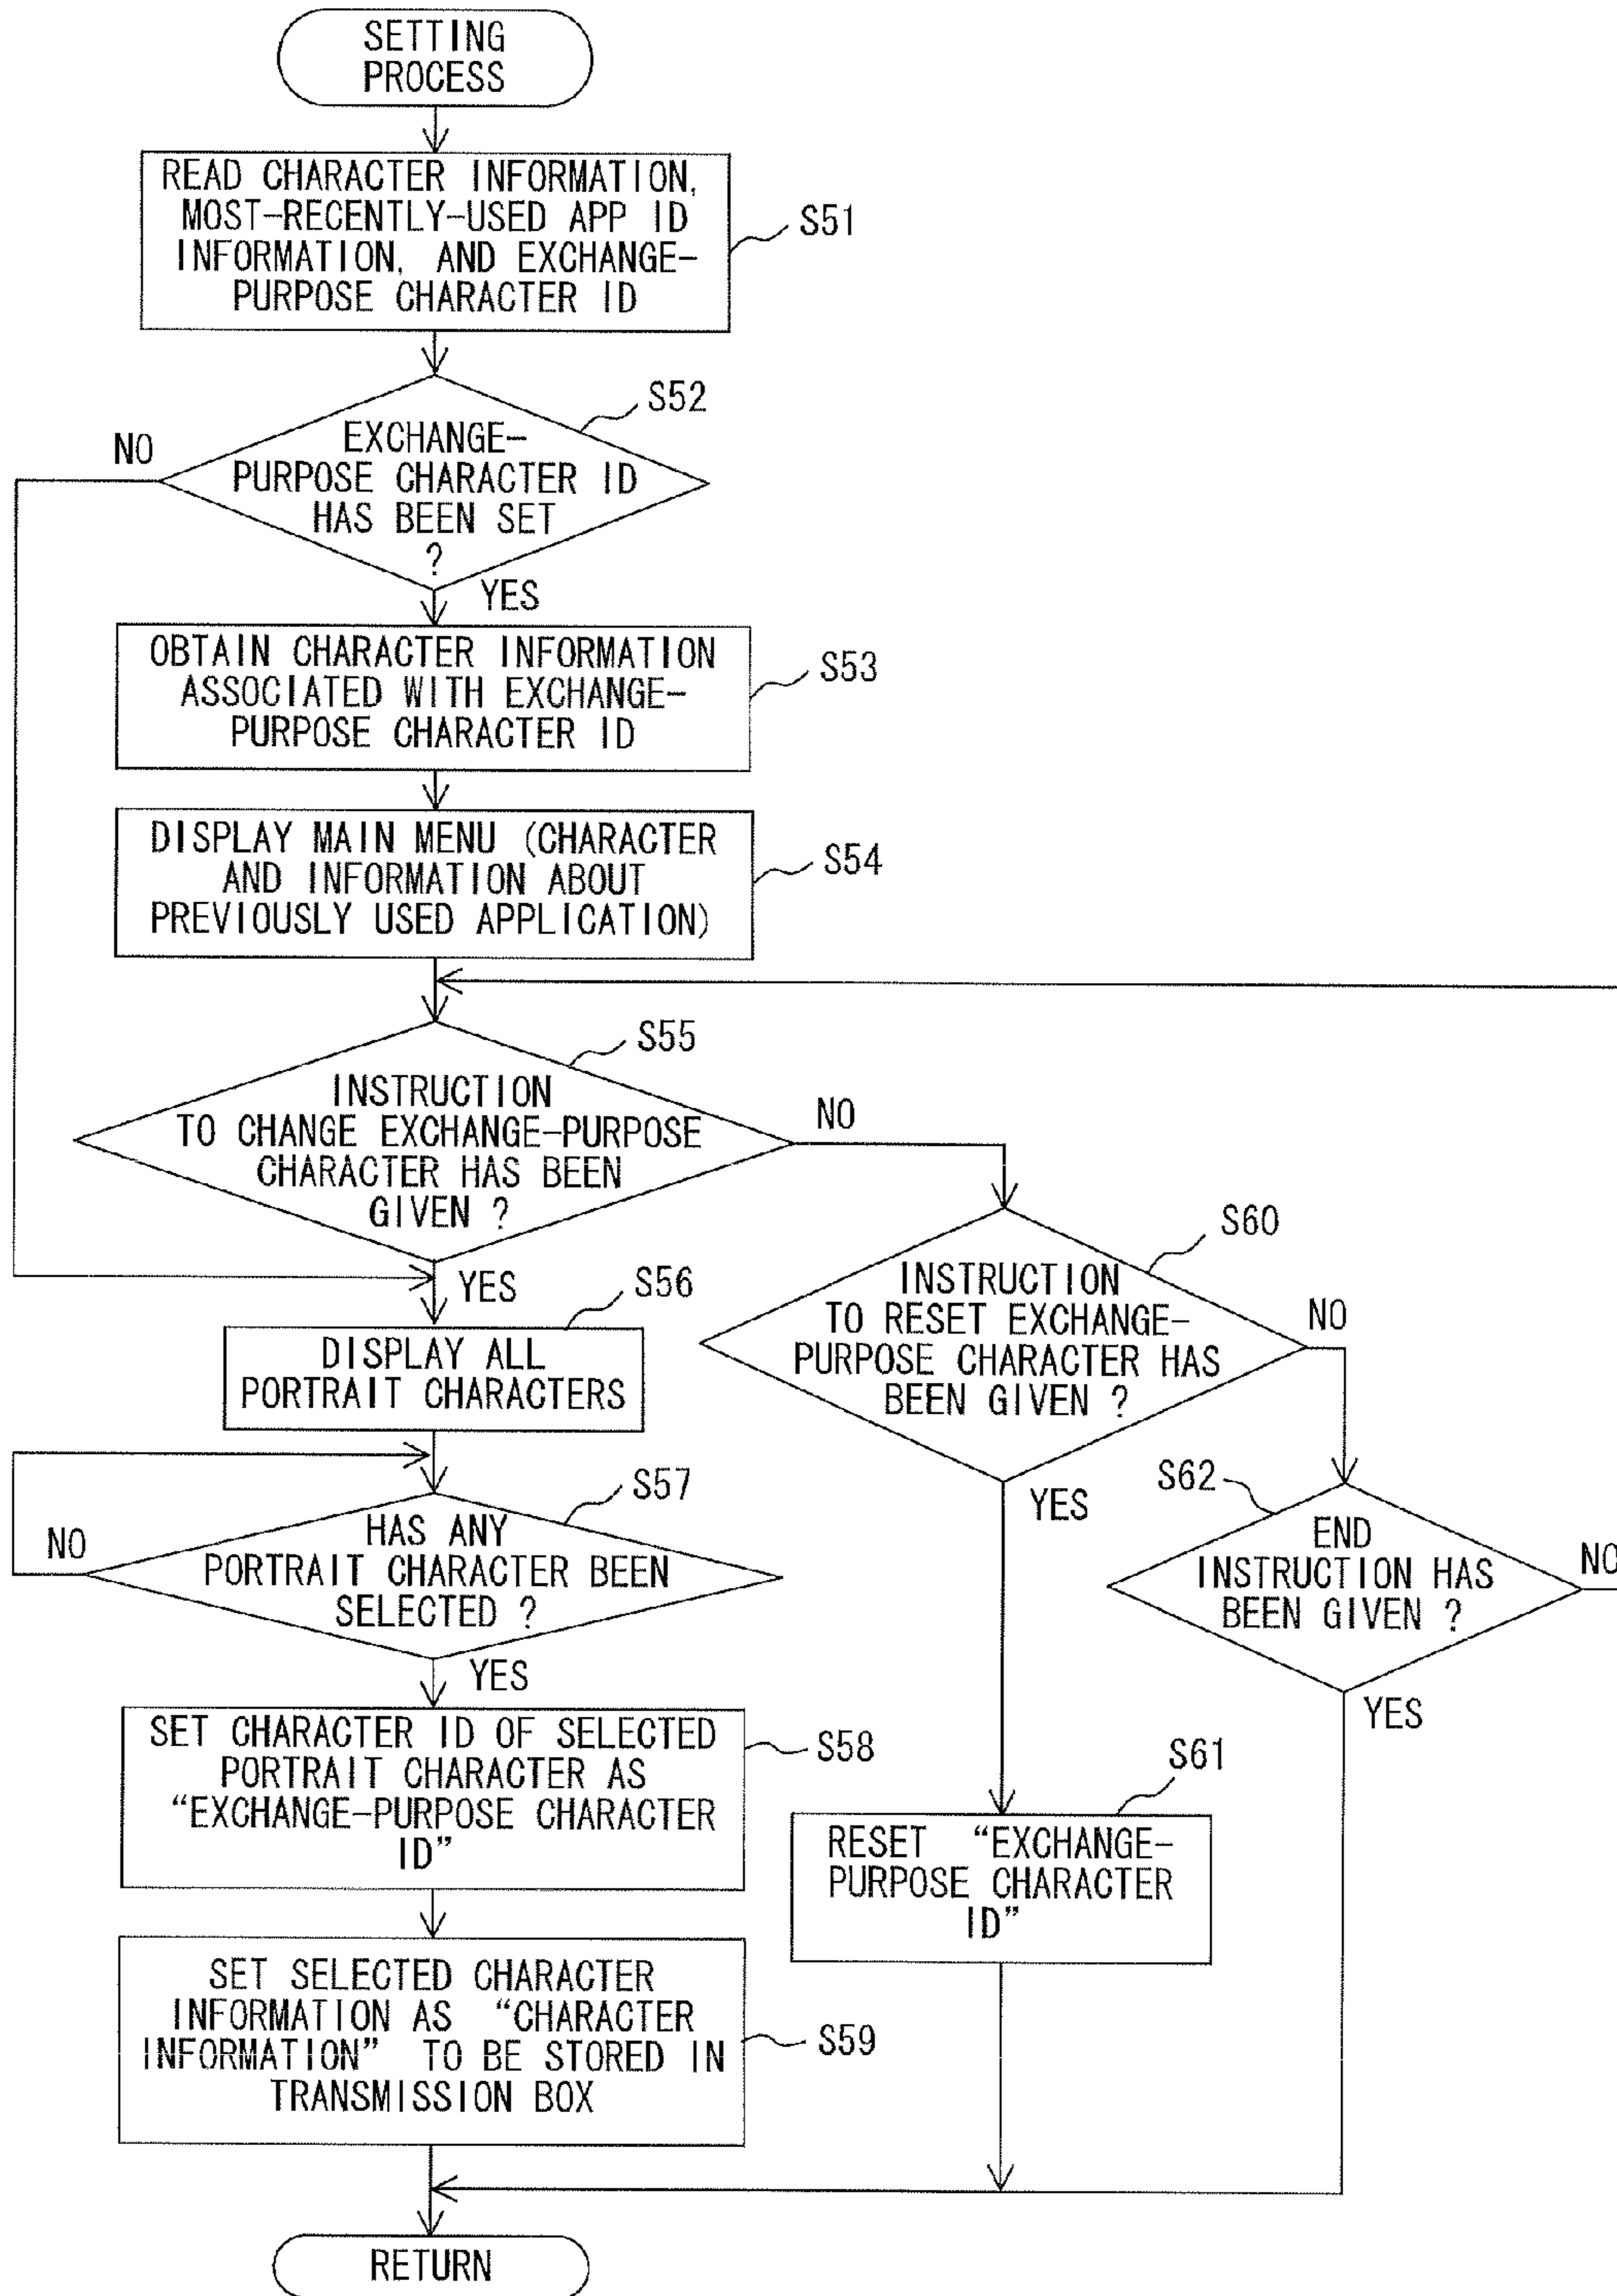 SETTING
PROCESS
READ CHARACTER INFORMATION,
MOST-RECENTLY-USED APP ID
INFORMATION, AND EXCHANGE-
PURPOSE CHARACTER ID
S51
S52
NO
EXCHANGE-
PURPOSE CHARACTER ID
HAS BEEN SET
?
YES
OBTAIN CHARACTER INFORMATION
ASSOCIATED WITH EXCHANGE-
PURPOSE CHARACTER ID
S53
DISPLAY MAIN MENU (CHARACTER
AND INFORMATION ABOUT
PREVIOUSLY USED APPLICATION)
S54
S55
INSTRUCTION
TO CHANGE EXCHANGE-PURPOSE
CHARACTER HAS BEEN
GIVEN ?
NO
YES
S56
DISPLAY ALL
PORTRAIT CHARACTERS
S57
NO
HAS ANY
PORTRAIT CHARACTER BEEN
SELECTED ?
YES
SET CHARACTER ID OF SELECTED
PORTRAIT CHARACTER AS
“EXCHANGE-PURPOSE CHARACTER
ID”
S58
SET SELECTED CHARACTER
INFORMATION AS “CHARACTER
INFORMATION” TO BE STORED IN
TRANSMISSION BOX
S59
S60
INSTRUCTION
TO RESET EXCHANGE-
PURPOSE CHARACTER HAS
BEEN GIVEN ?
NO
YES
S61
RESET “EXCHANGE-
PURPOSE CHARACTER
ID”
S62
END
INSTRUCTION HAS
BEEN GIVEN ?
NO
YES
RETURN